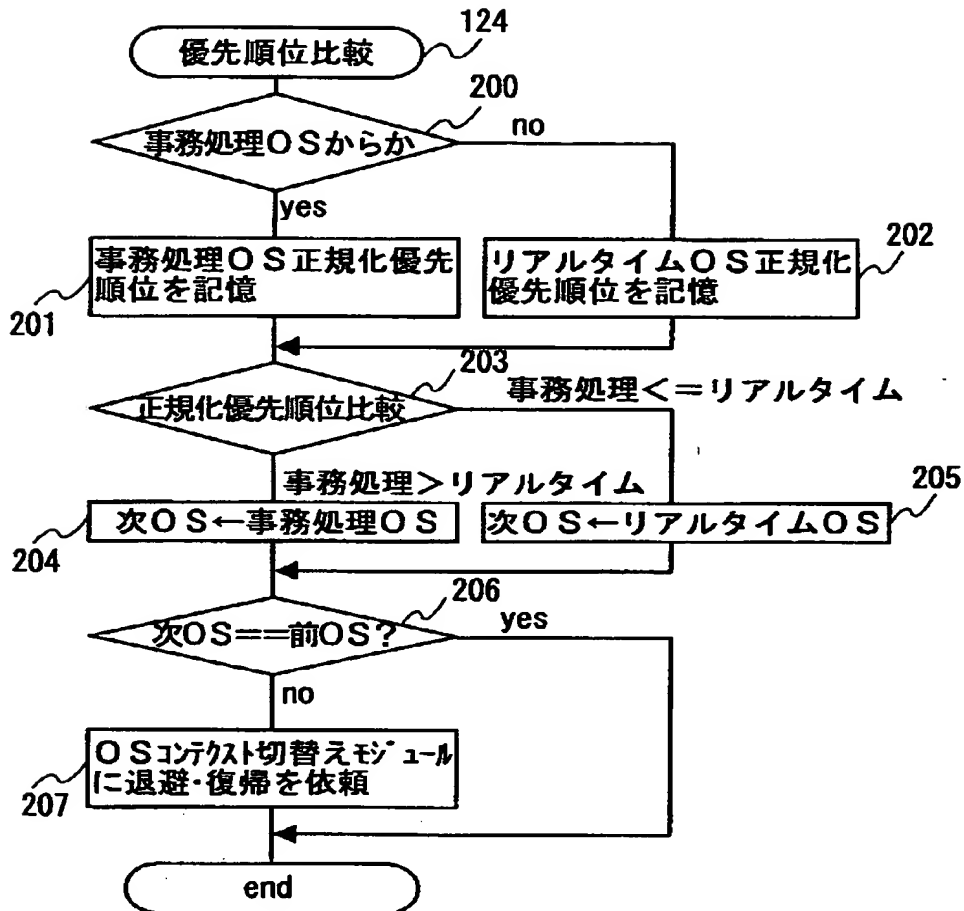 優先順位比較
124
200
事務処理OSからか
no
yes
事務処理OS正規化優先
順位を記憶
201
リアルタイムOS正規化
優先順位を記憶
202
203
正規化優先順位比較
事務処理<=リアルタイム
事務処理>リアルタイム
次OS←事務処理OS
204
次OS←リアルタイムOS
205
206
次OS==前OS?
yes
no
OSコンテクスト切替えモジュール
に退避・復帰を依頼
207
end